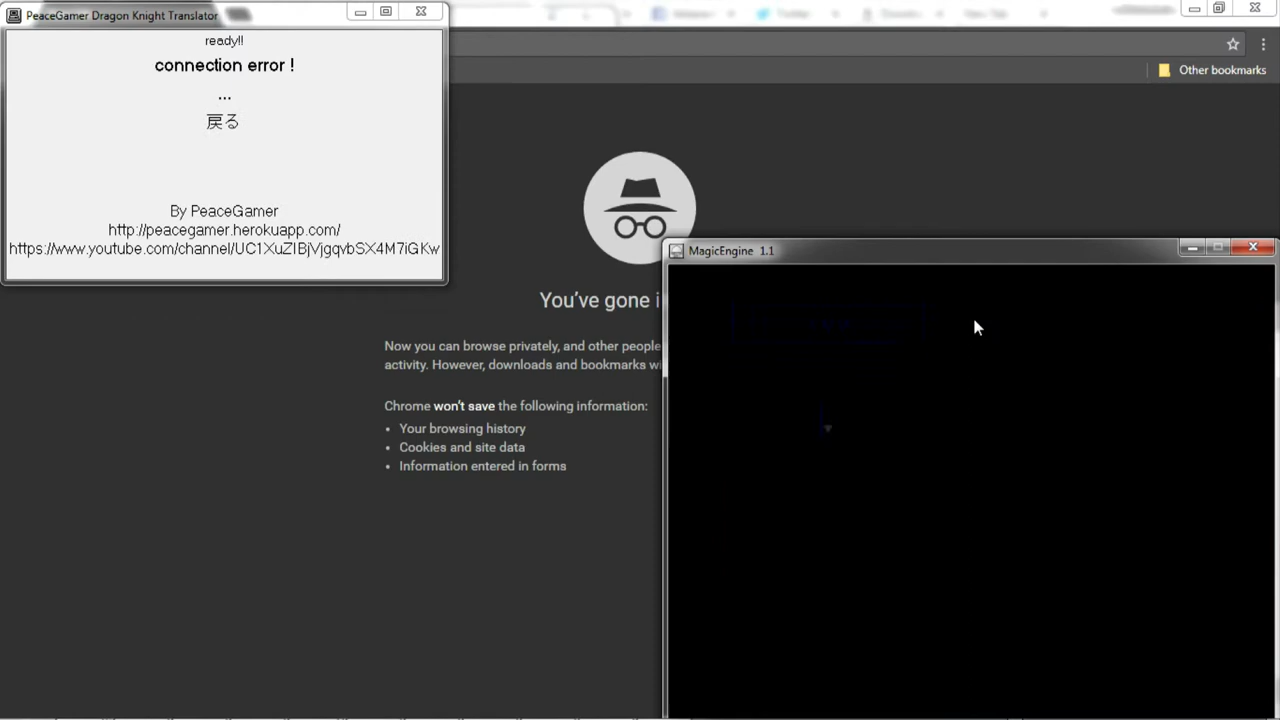 PeaceGamer Dragon Knight Translator
ready!!
connection error !
...
戻る
By PeaceGamer
http://peacegamer.herokuapp.com/
https://www.youtube.com/channel/UC1XuZIBjVjgqvbSX4M7iGKw
Other bookmarks
You've gone i
Now you can browse privately, and other people
activity. However, downloads and bookmarks wi
Chrome won't save the following information:
• Your browsing history
• Cookies and site data
• Information entered in forms
MagicEngine 1.1